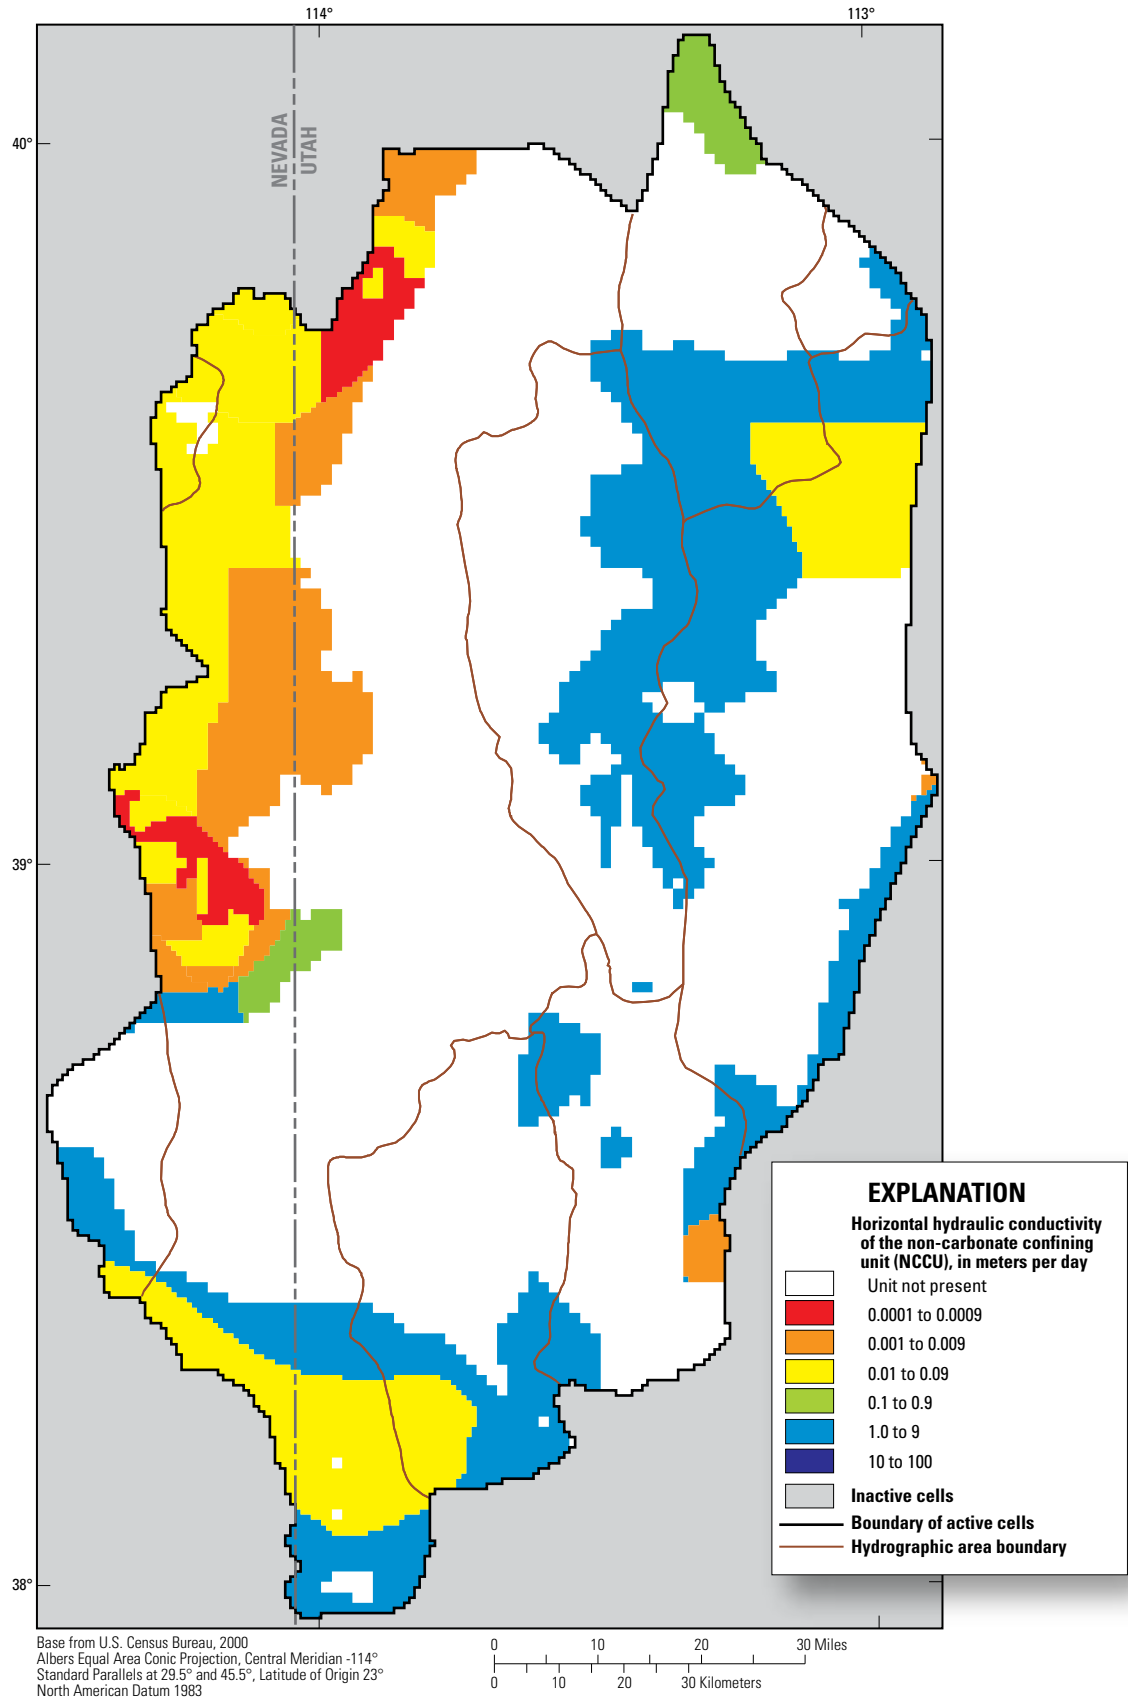 114°
113°
40°
NEVADA
UTAH
39°
38°
EXPLANATION
Horizontal hydraulic conductivity
of the non-carbonate confining
unit (NCCU), in meters per day
Unit not present
0.0001 to 0.0009
0.001 to 0.009
0.01 to 0.09
0.1 to 0.9
1.0 to 9
10 to 100
Inactive cells
Boundary of active cells
Hydrographic area boundary
Base from U.S. Census Bureau, 2000
Albers Equal Area Conic Projection, Central Meridian -114°
Standard Parallels at 29.5° and 45.5°, Latitude of Origin 23°
North American Datum 1983
0 10 20 30 Miles
0 10 20 30 Kilometers